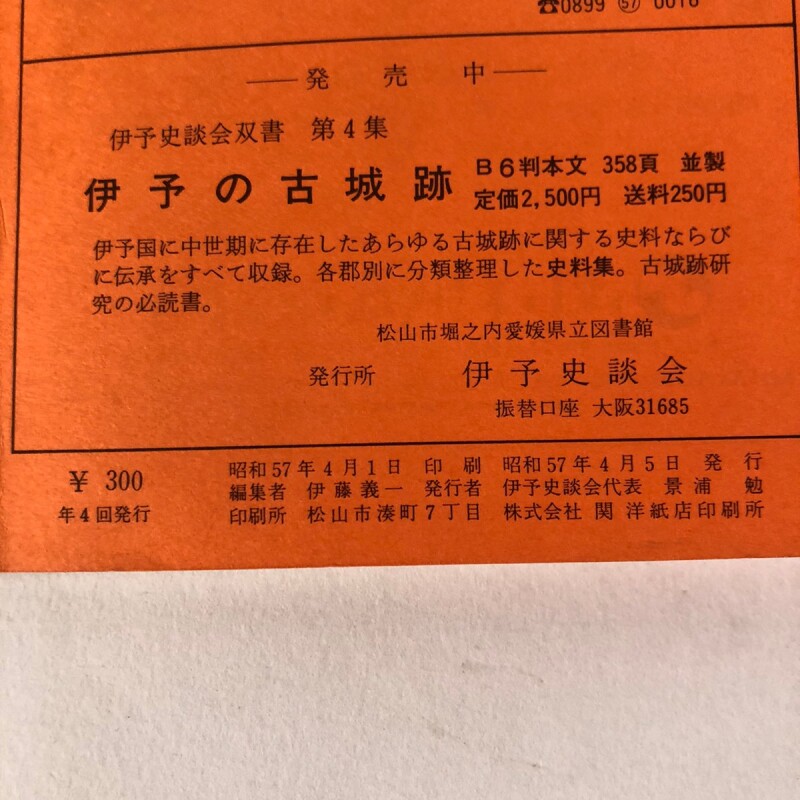 ☎0899 ㊼ 0016
——発売中——
伊予史談会双書 第4集
伊予の古城跡
B6判本文 358頁 並製
定価2,500円 送料250円
伊予国に中世期に存在したあらゆる古城跡に関する史料ならび
に伝承をすべて収録。各郡別に分類整理した史料集。古城跡研
究の必読書。
松山市堀之内愛媛県立図書館
発行所 伊予史談会
振替口座 大阪31685
¥ 300
年4回発行
昭和57年4月1日 印刷 昭和57年4月5日 発行
編集者 伊藤義一 発行者 伊予史談会代表 景浦 勉
印刷所 松山市湊町7丁目 株式会社 関洋紙店印刷所